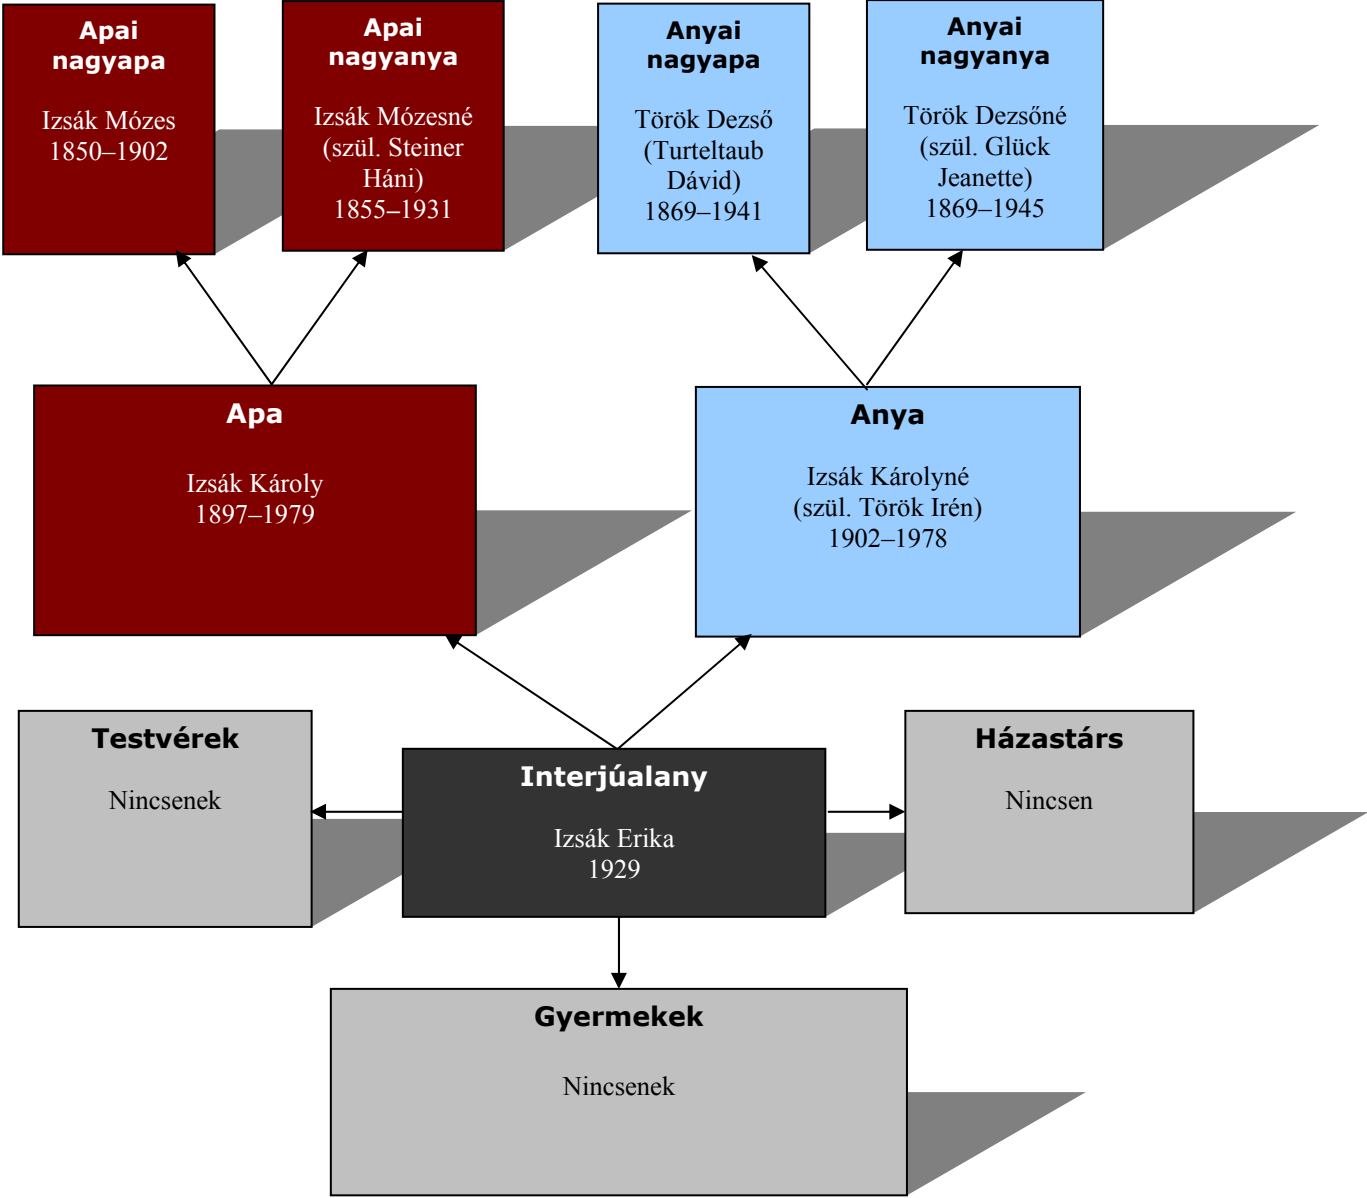 Apai
nagyapa
Izsák Mózes
1850–1902
Apai
nagyanya
Izsák Mózesné
(szül. Steiner
Háni)
1855–1931
Anyai
nagyapa
Török Dezső
(Turteltaub
Dávid)
1869–1941
Anyai
nagyanya
Török Dezsőné
(szül. Glück
Jeanette)
1869–1945
Apa
Izsák Károly
1897–1979
Anya
Izsák Károlyné
(szül. Török Irén)
1902–1978
Testvérek
Nincsenek
Interjúalany
Izsák Erika
1929
Házastárs
Nincsen
Gyermekek
Nincsenek